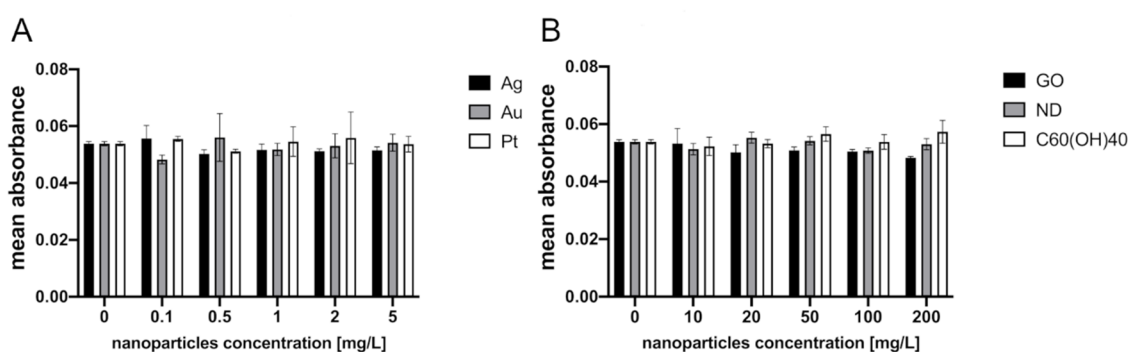 A
mean absorbance
0.08
0.06
0.04
0.02
0.00
0 0.1 0.5 1 2 5
nanoparticles concentration [mg/L]
Ag
Au
Pt
B
mean absorbance
0.08
0.06
0.04
0.02
0.00
0 10 20 50 100 200
nanoparticles concentration [mg/L]
GO
ND
C60(OH)40